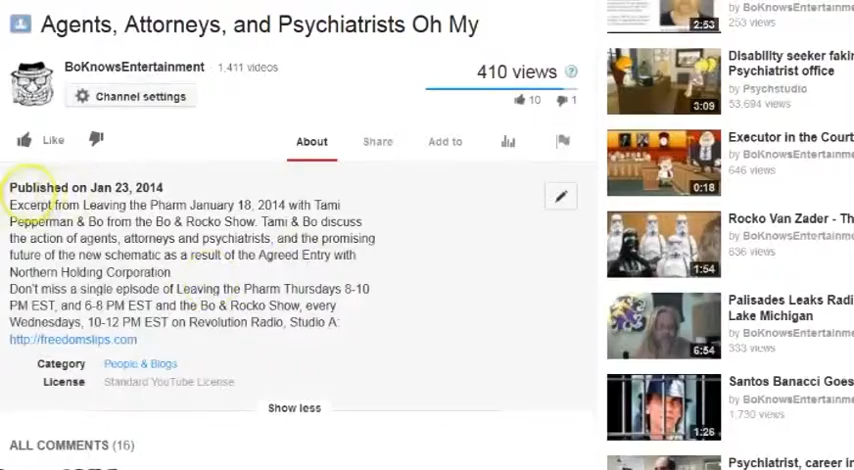 Agents, Attorneys, and Psychiatrists Oh My
BoKnowsEntertainment · 1,411 videos
Channel settings
410 views
10 1
Like
About Share Add to
Published on Jan 23, 2014
Excerpt from Leaving the Pharm January 18, 2014 with Tami
Pepperman & Bo from the Bo & Rocko Show. Tami & Bo discuss
the action of agents, attorneys and psychiatrists, and the promising
future of the new schematic as a result of the Agreed Entry with
Northern Holding Corporation
Don't miss a single episode of Leaving the Pharm Thursdays 8-10
PM EST, and 6-8 PM EST and the Bo & Rocko Show, every
Wednesdays, 10-12 PM EST on Revolution Radio, Studio A:
http://freedomslips.com
Category People & Blogs
License Standard YouTube License
Show less
ALL COMMENTS (16)
2:53
by BoKnowsEntertainme
253 views
3:09
Disability seeker fakin
Psychiatrist office
by Psychstudio
53,694 views
0:18
Executor in the Court
by BoKnowsEntertainme
646 views
1:54
Rocko Van Zader - Th
by BoKnowsEntertainme
636 views
6:54
Palisades Leaks Radi
Lake Michigan
by BoKnowsEntertainme
333 views
1:26
Santos Banacci Goes
by BoKnowsEntertainme
1,730 views
Psychiatrist, career in